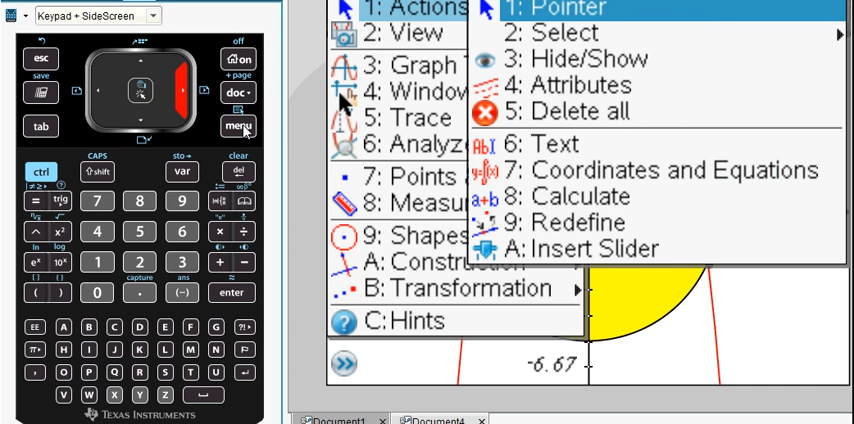 Keypad + SideScreen
off
esc
on
save
+ page
doc
tab
menu
CAPS
sto→
clear
ctrl
shift
var
del
= trig 7 8 9
^ x² 4 5 6 × ÷
ln log
eˣ 10ˣ 1 2 3 + −
[ ] { } capture ans ≈
( ) 0 . (−) enter
EE A B C D E F G ?!▸
π▸ H I J K L M N
, O P Q R S T U
V W X Y Z
TEXAS INSTRUMENTS
1: Actions
2: View
3: Graph
4: Window
5: Trace
6: Analyze
7: Points
8: Measu
9: Shapes
A: Construction
B: Transformation
C: Hints
1: Pointer
2: Select
3: Hide/Show
4: Attributes
5: Delete all
6: Text
7: Coordinates and Equations
8: Calculate
9: Redefine
A: Insert Slider
-6.67
Document1
Document4